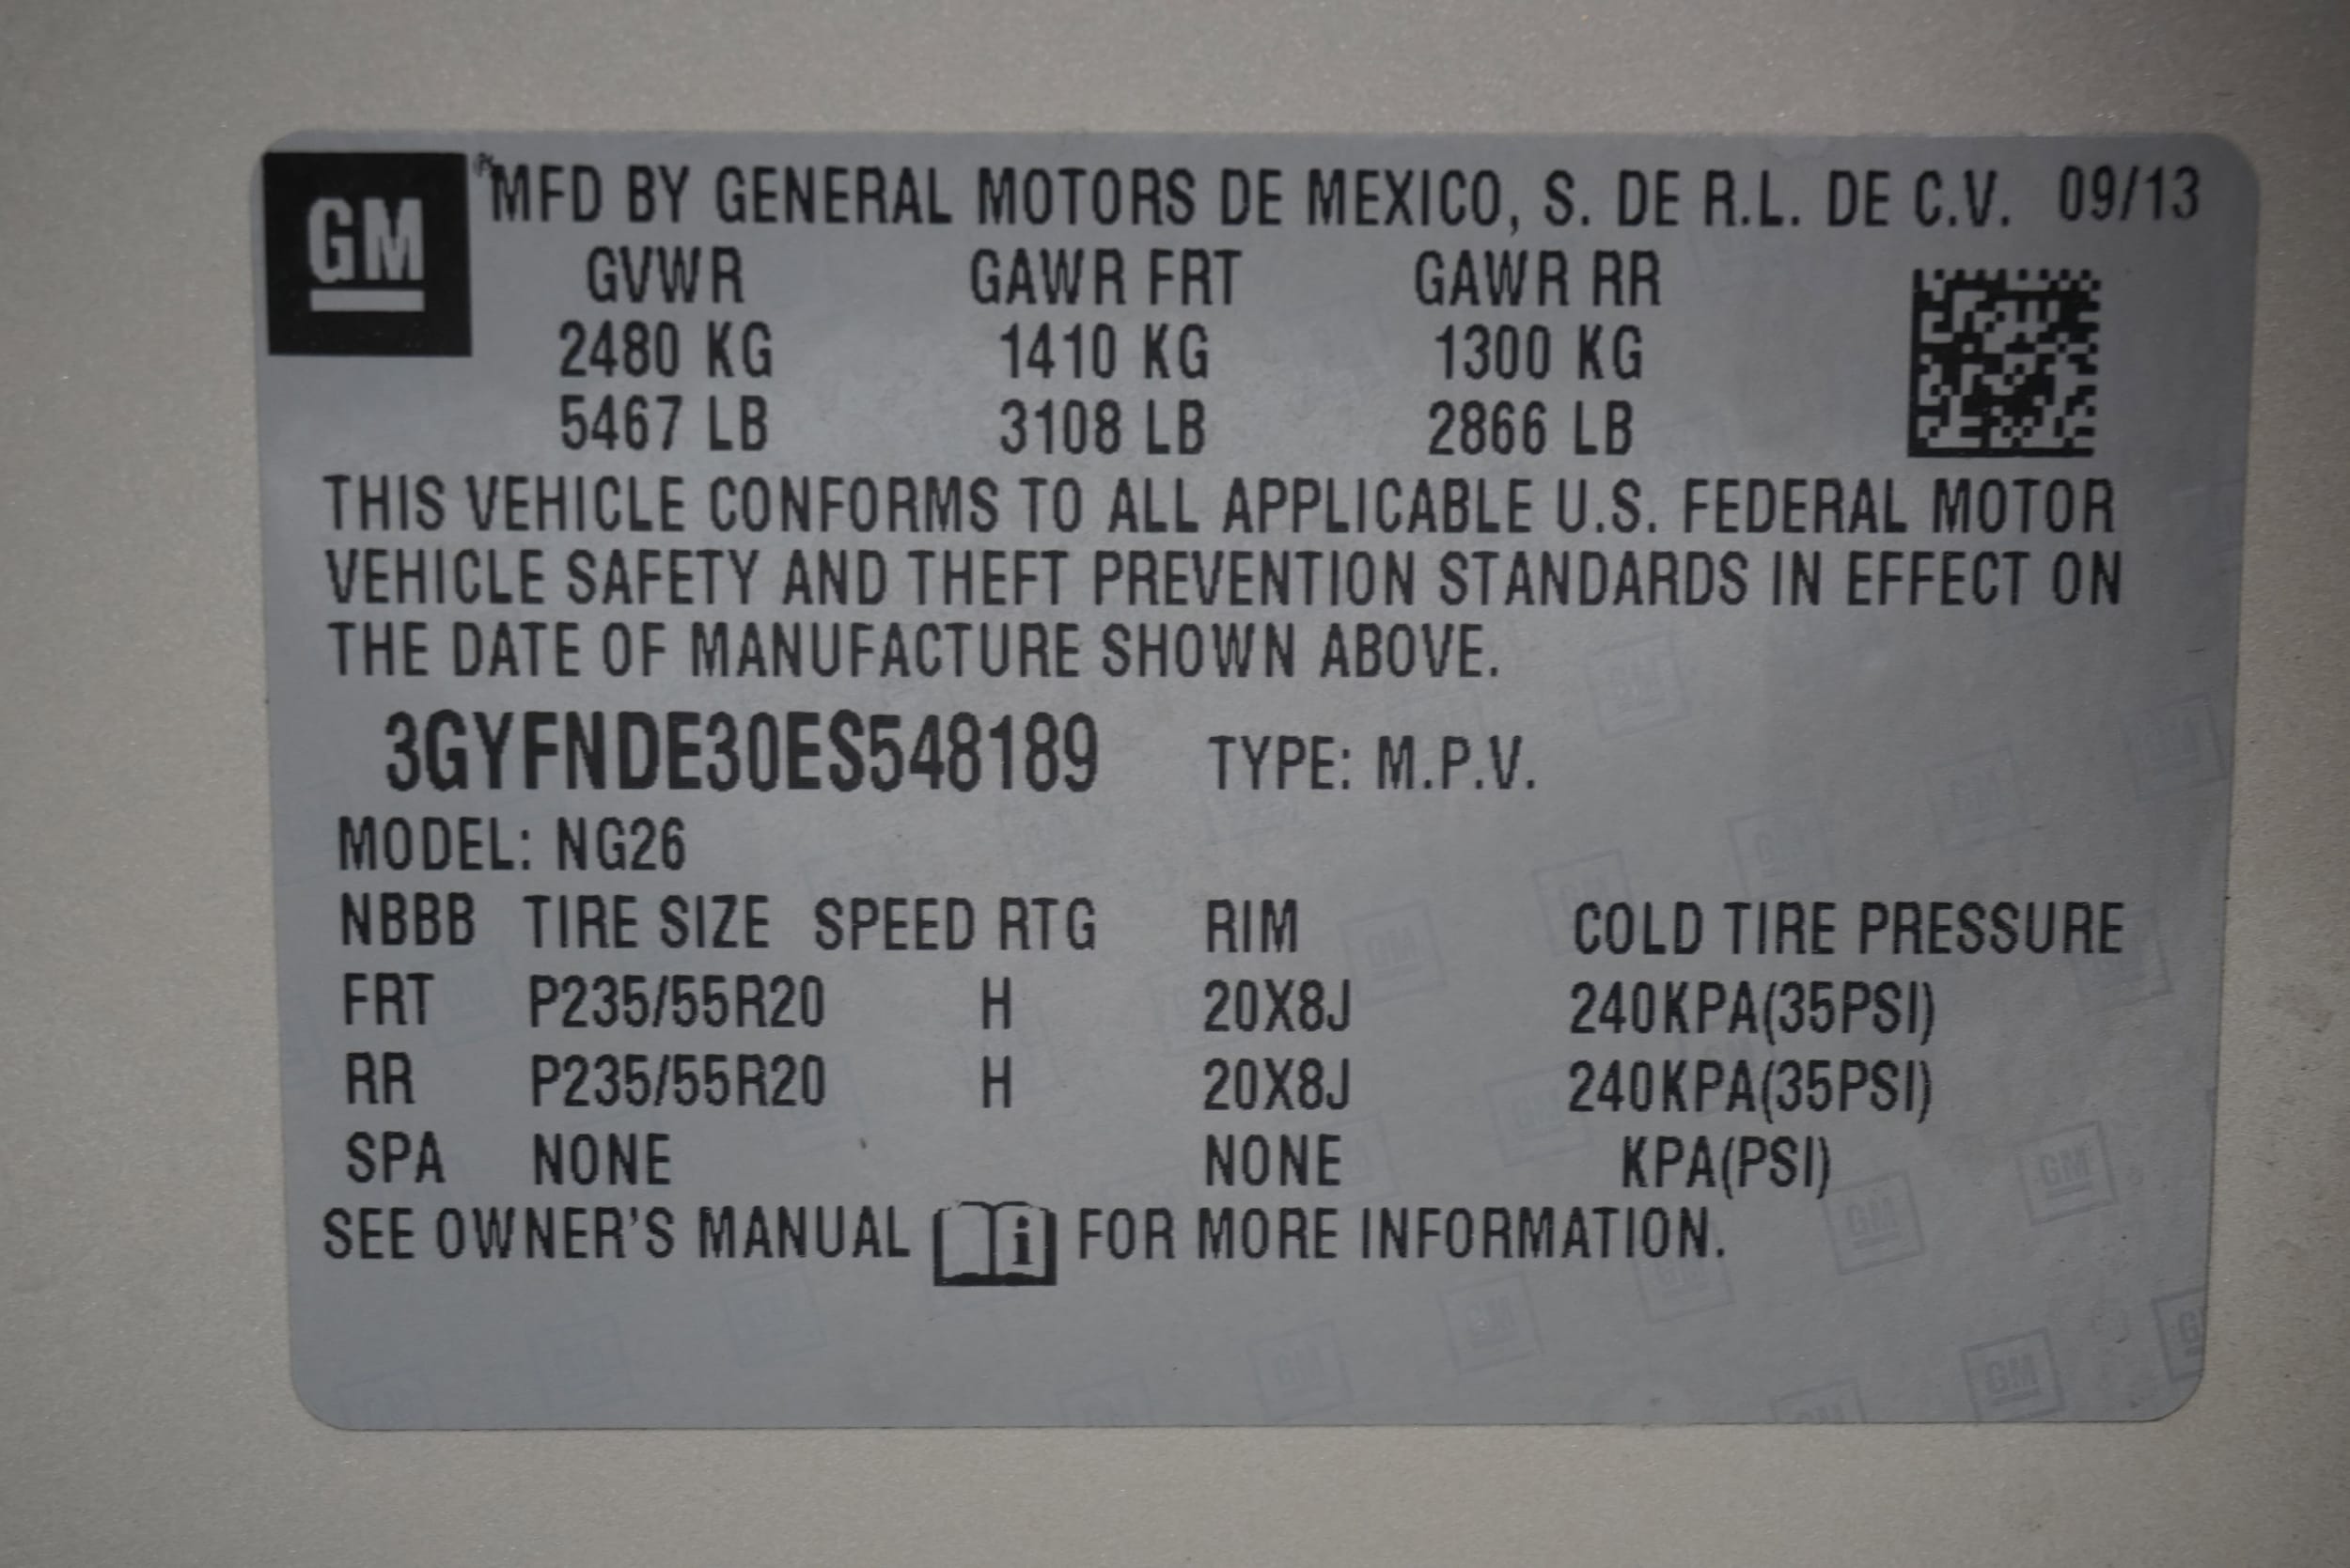 GM
MFD BY GENERAL MOTORS DE MEXICO, S. DE R.L. DE C.V. 09/13
GVWR GAWR FRT GAWR RR
2480 KG 1410 KG 1300 KG
5467 LB 3108 LB 2866 LB
THIS VEHICLE CONFORMS TO ALL APPLICABLE U.S. FEDERAL MOTOR
VEHICLE SAFETY AND THEFT PREVENTION STANDARDS IN EFFECT ON
THE DATE OF MANUFACTURE SHOWN ABOVE.
3GYFNDE30ES548189 TYPE: M.P.V.
MODEL: NG26
NBBB TIRE SIZE SPEED RTG RIM COLD TIRE PRESSURE
FRT P235/55R20 H 20X8J 240KPA(35PSI)
RR P235/55R20 H 20X8J 240KPA(35PSI)
SPA NONE NONE KPA(PSI)
SEE OWNER'S MANUAL i FOR MORE INFORMATION.